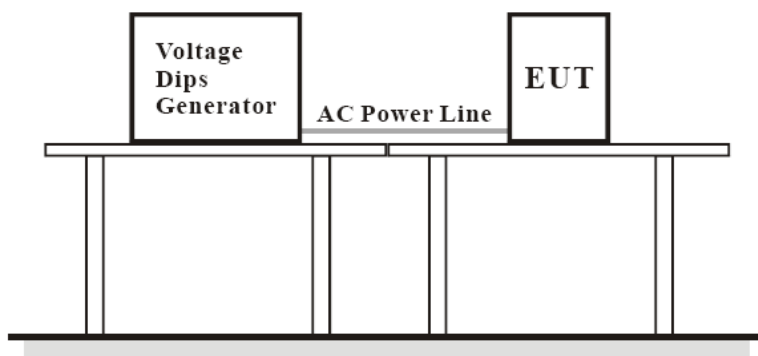 Voltage
Dips
Generator
AC Power Line
EUT